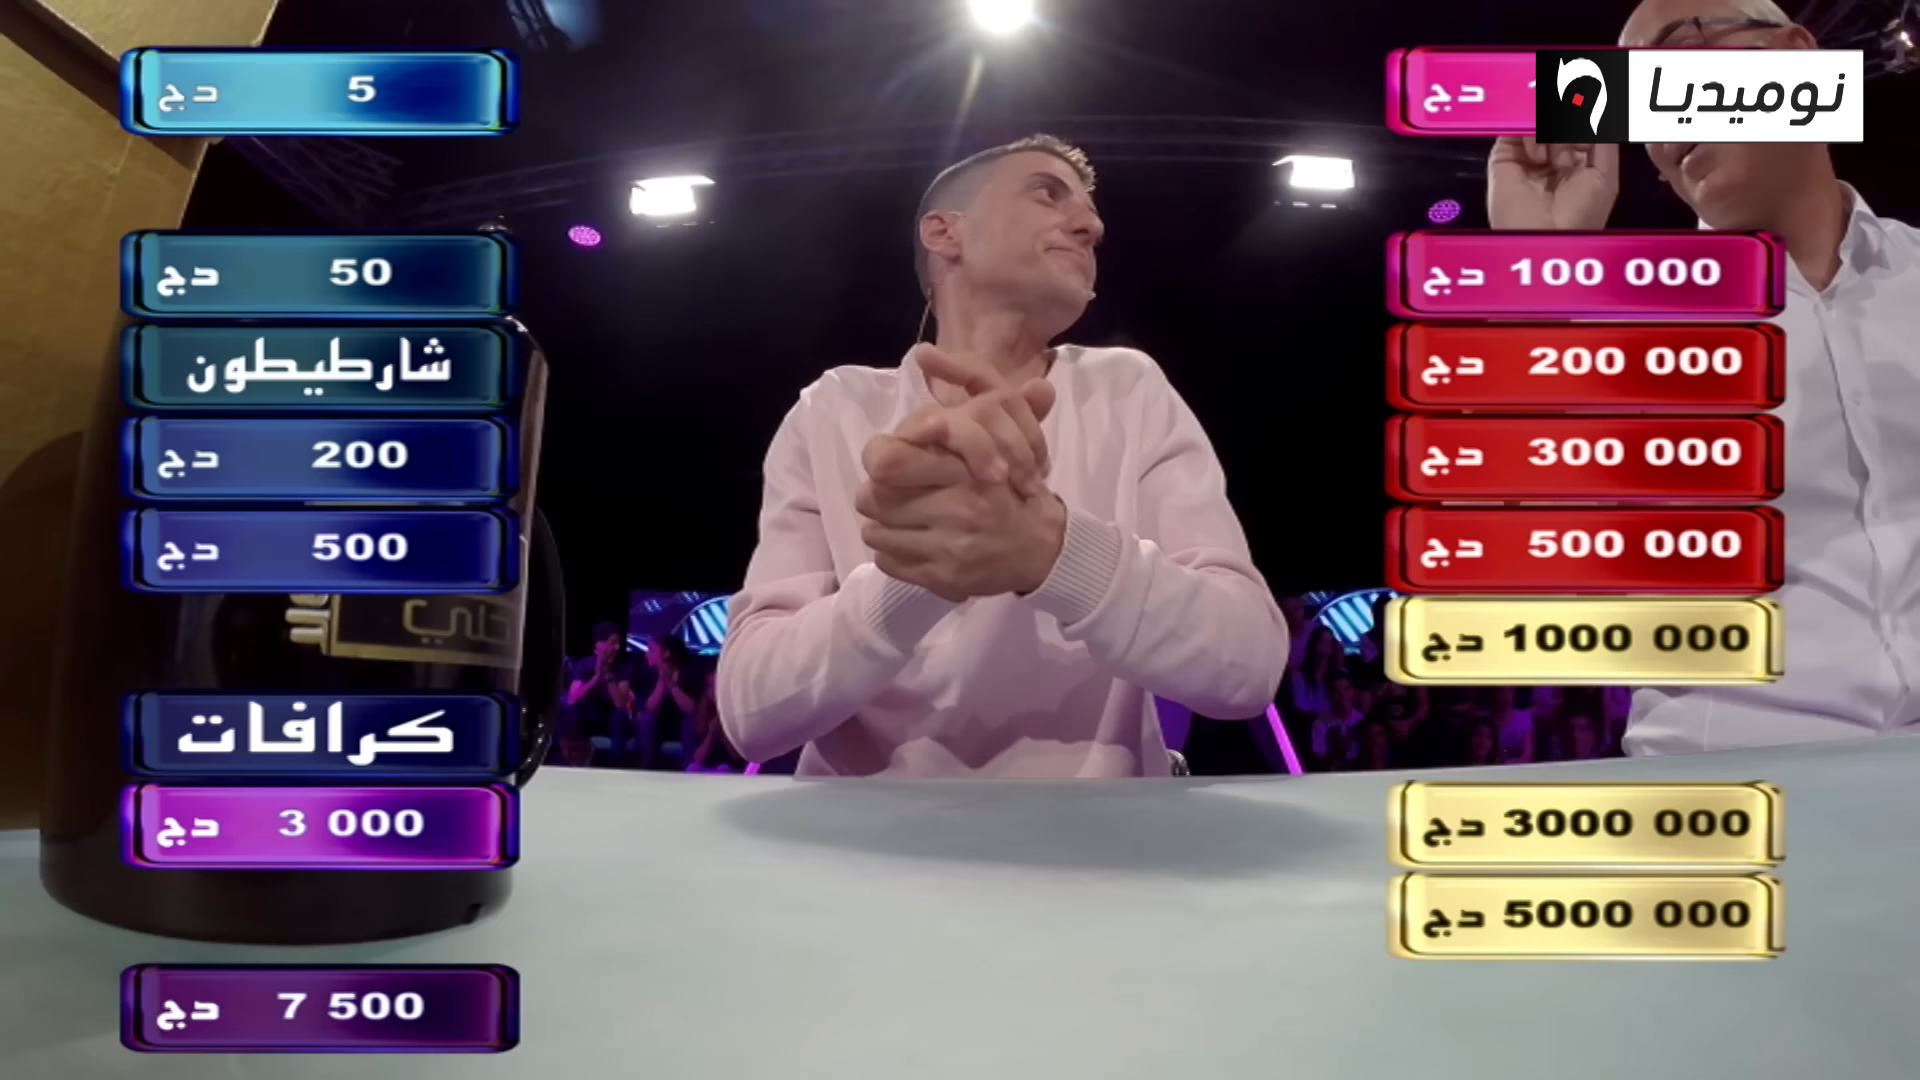 5 دج
50 دج
شارطيطون
200 دج
500 دج
كرافات
3 000 دج
7 500 دج
دج
نوميديا
100 000 دج
200 000 دج
300 000 دج
500 000 دج
1000 000 دج
3000 000 دج
5000 000 دج